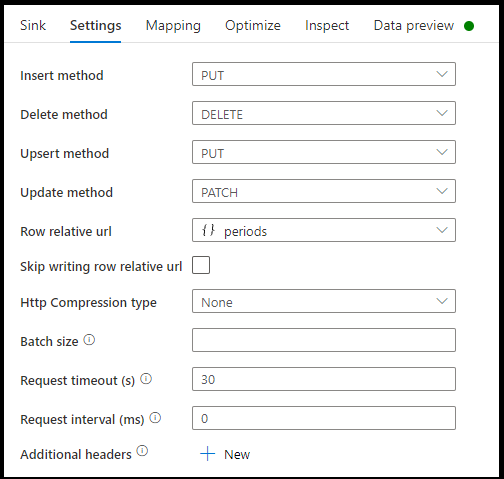 Sink Settings Mapping Optimize Inspect Data preview
Insert method PUT
Delete method DELETE
Upsert method PUT
Update method PATCH
Row relative url {} periods
Skip writing row relative url
Http Compression type None
Batch size
Request timeout (s) 30
Request interval (ms) 0
Additional headers + New